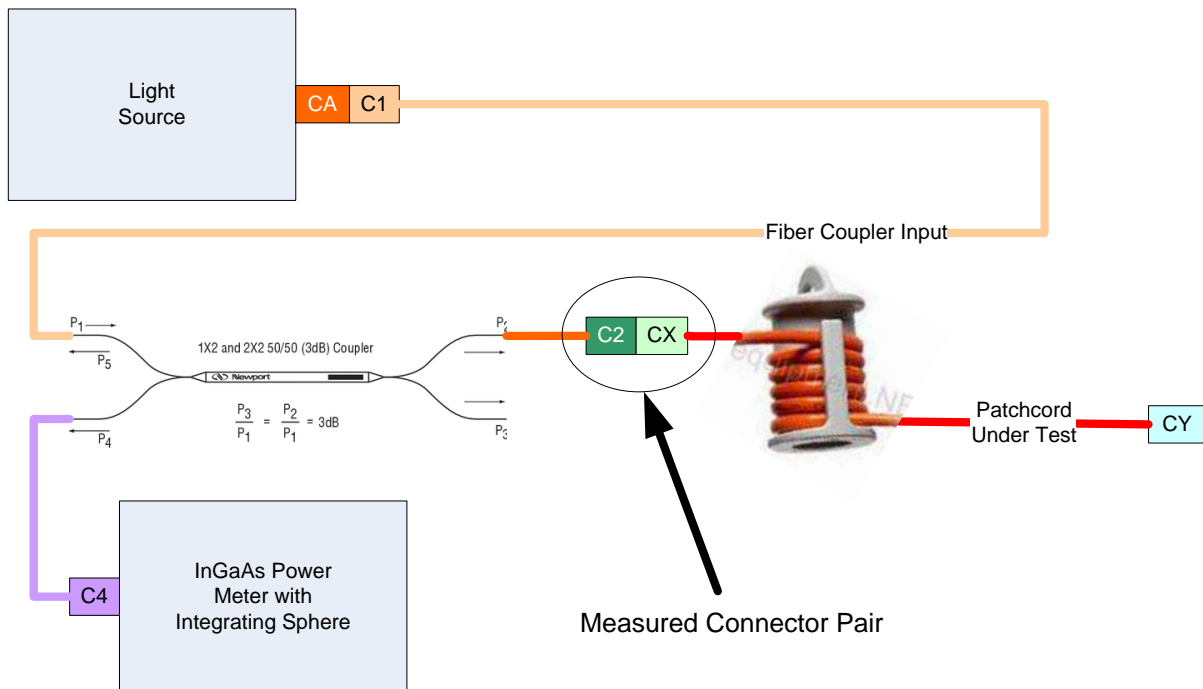 Light
Source
CA
C1
Fiber Coupler Input
P1
P5
1X2 and 2X2 50/50 (3dB) Coupler
Newport
P3
P1
=
P2
P1
= 3dB
P4
P3
C2
CX
Patchcord
Under Test
CY
C4
InGaAs Power
Meter with
Integrating Sphere
Measured Connector Pair